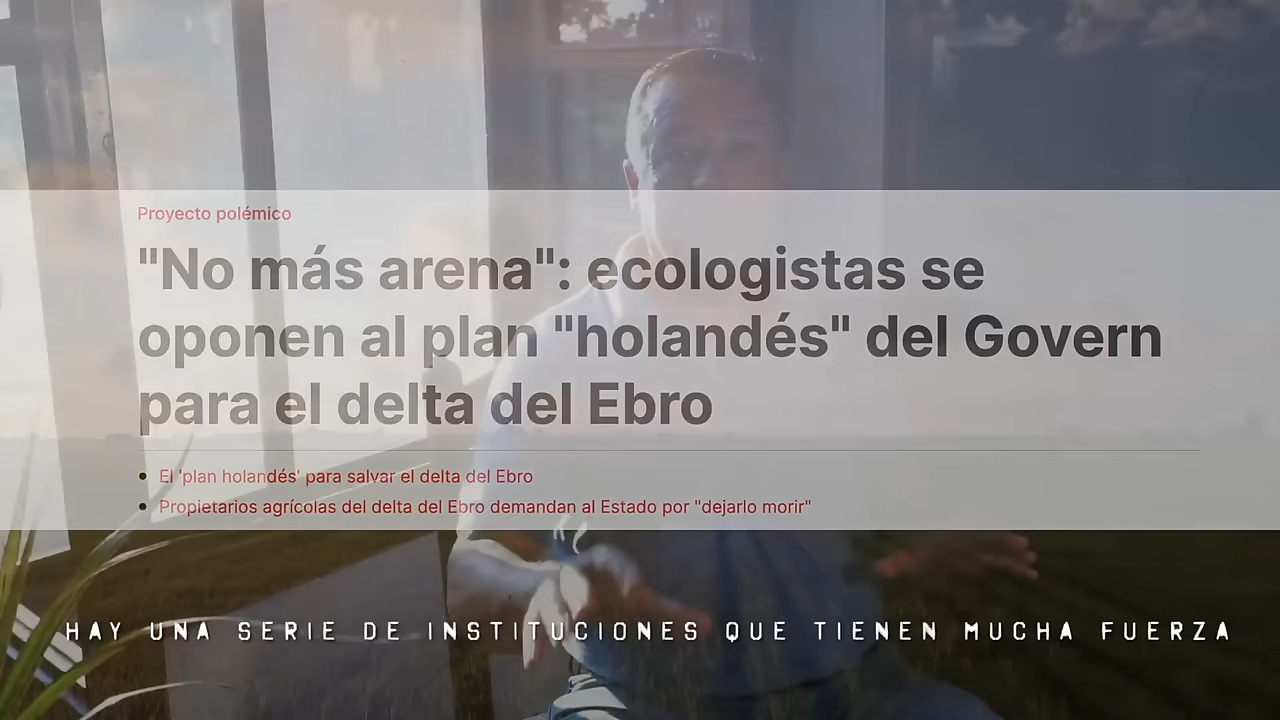 Proyecto polémico
"No más arena": ecologistas se
oponen al plan "holandés" del Govern
para el delta del Ebro
El 'plan holandés' para salvar el delta del Ebro
Propietarios agrícolas del delta del Ebro demandan al Estado por "dejarlo morir"
HAY UNA SERIE DE INSTITUCIONES QUE TIENEN MUCHA FUERZA